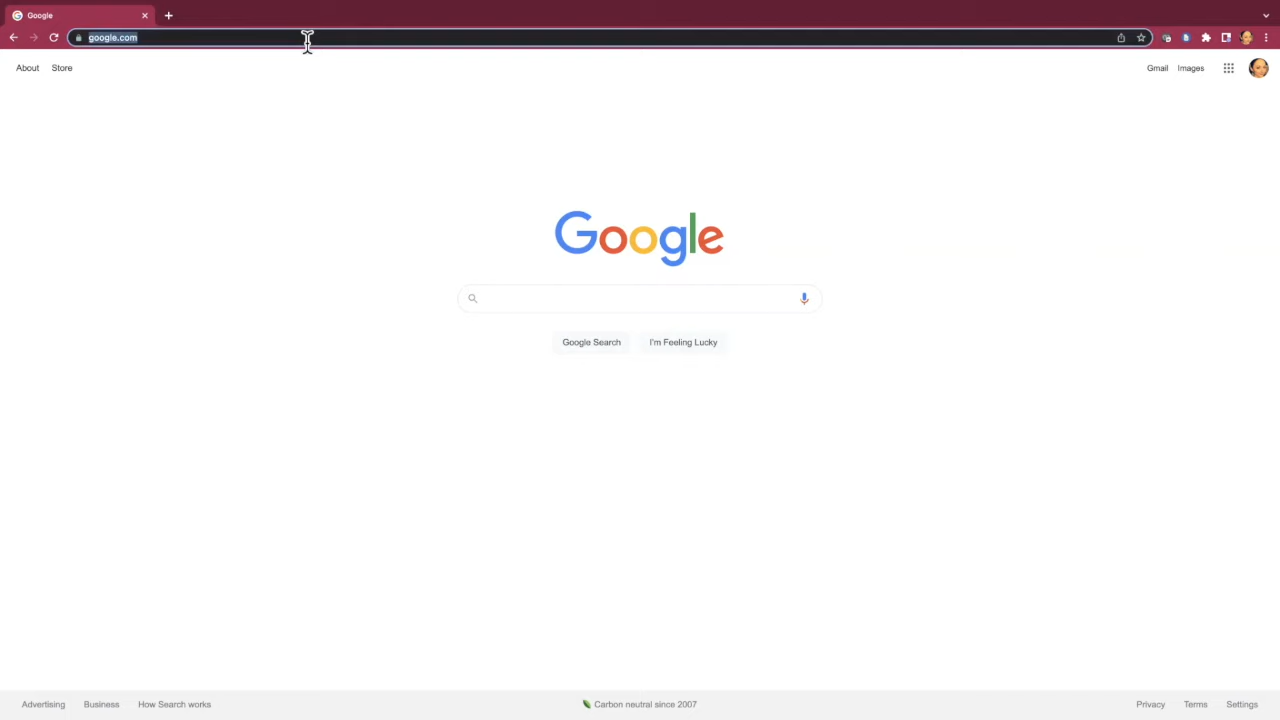 Google
google.com
About Store Gmail Images
Google
Google Search I'm Feeling Lucky
Advertising Business How Search works Carbon neutral since 2007 Privacy Terms Settings